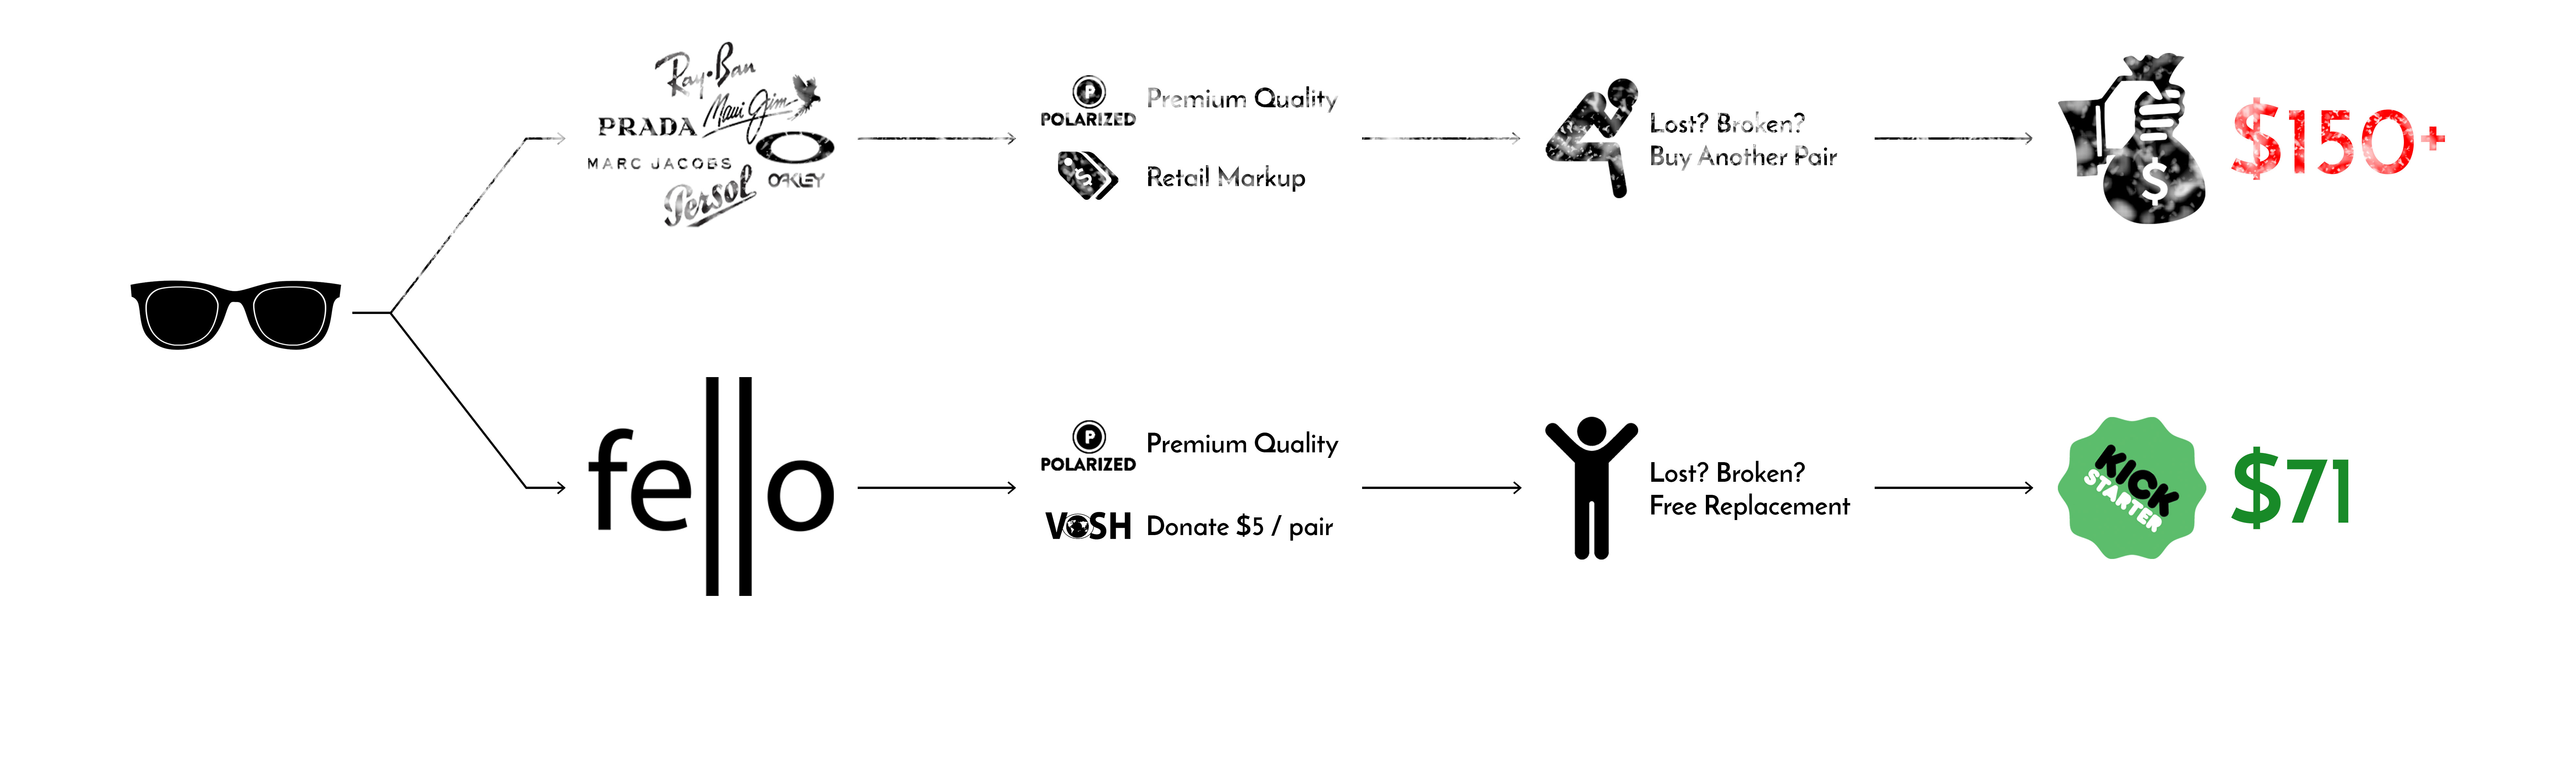 Ray-Ban
Maui Jim
PRADA
MARC JACOBS
OAKLEY
Persol
P
POLARIZED
Premium Quality
$
Retail Markup
Lost? Broken?
Buy Another Pair
$
$150+
fello
P
POLARIZED
Premium Quality
VOSH
Donate $5 / pair
Lost? Broken?
Free Replacement
KICK
STARTER
$71